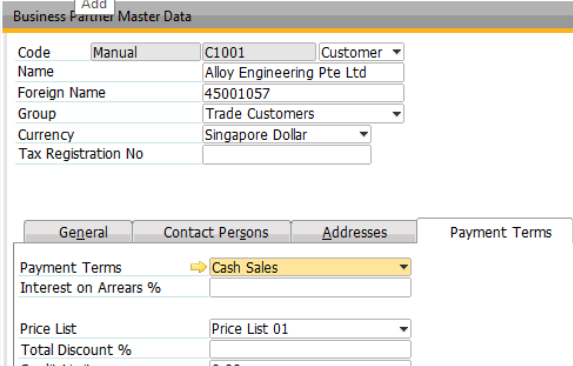 Add
Business Partner Master Data
Code Manual C1001 Customer
Name Alloy Engineering Pte Ltd
Foreign Name 45001057
Group Trade Customers
Currency Singapore Dollar
Tax Registration No
General Contact Persons Addresses Payment Terms
Payment Terms Cash Sales
Interest on Arrears %
Price List Price List 01
Total Discount %